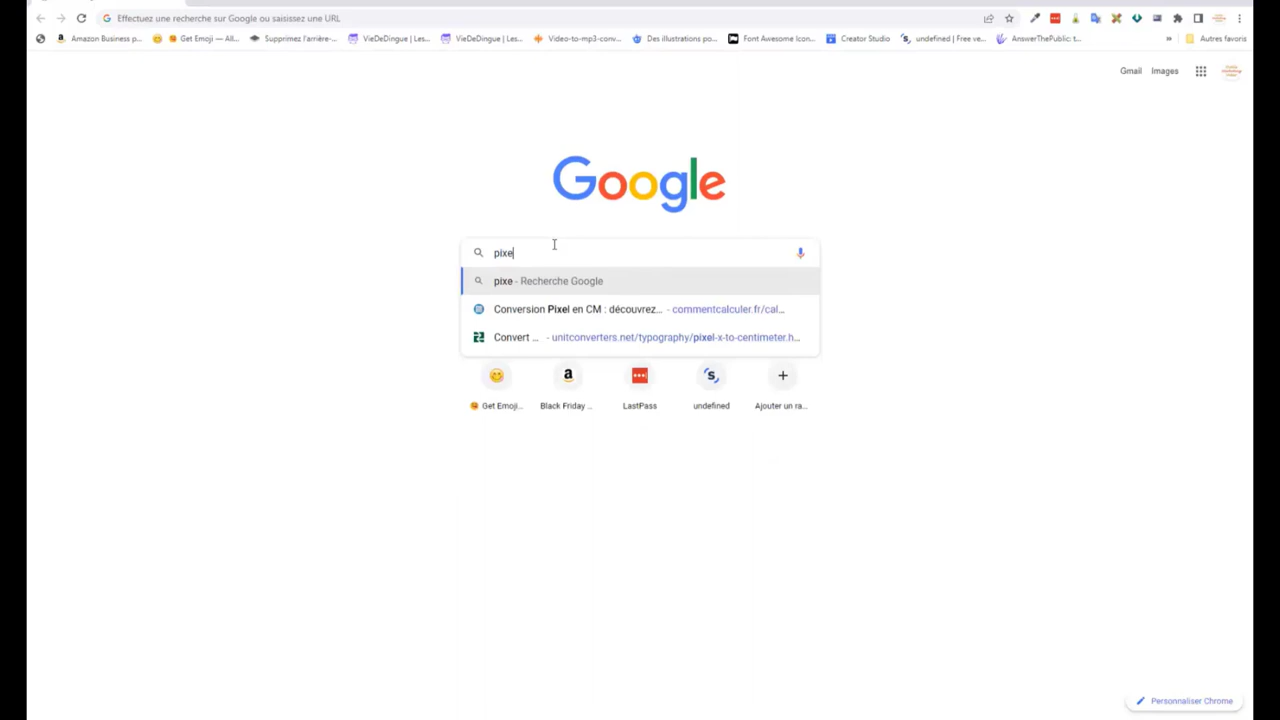 Effectuez une recherche sur Google ou saisissez une URL
Amazon Business p... Get Emoji — All... Supprimez l'arrière-... VieDeDingue | Les... VieDeDingue | Les... Video-to-mp3-conv... Des illustrations po... Font Awesome Icon... Creator Studio undefined | Free ve... AnswerThePublic: t... » Autres favoris
Gmail Images
Google
pixe
pixe - Recherche Google
Conversion Pixel en CM : découvrez... - commentcalculer.fr/cal...
Convert ... - unitconverters.net/typography/pixel-x-to-centimeter.h...
Get Emoji... Black Friday ... LastPass undefined Ajouter un ra...
Personnaliser Chrome